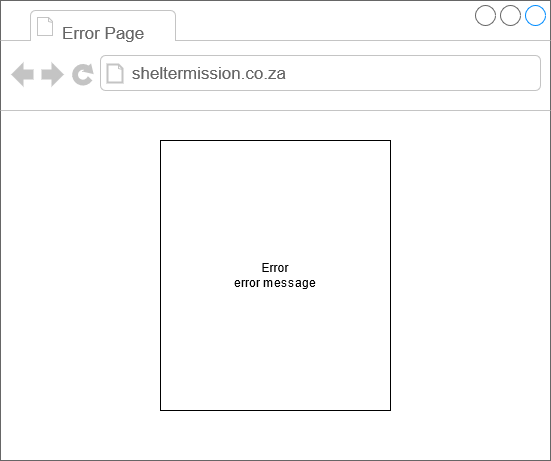 Error Page
sheltermission.co.za
Error
error message